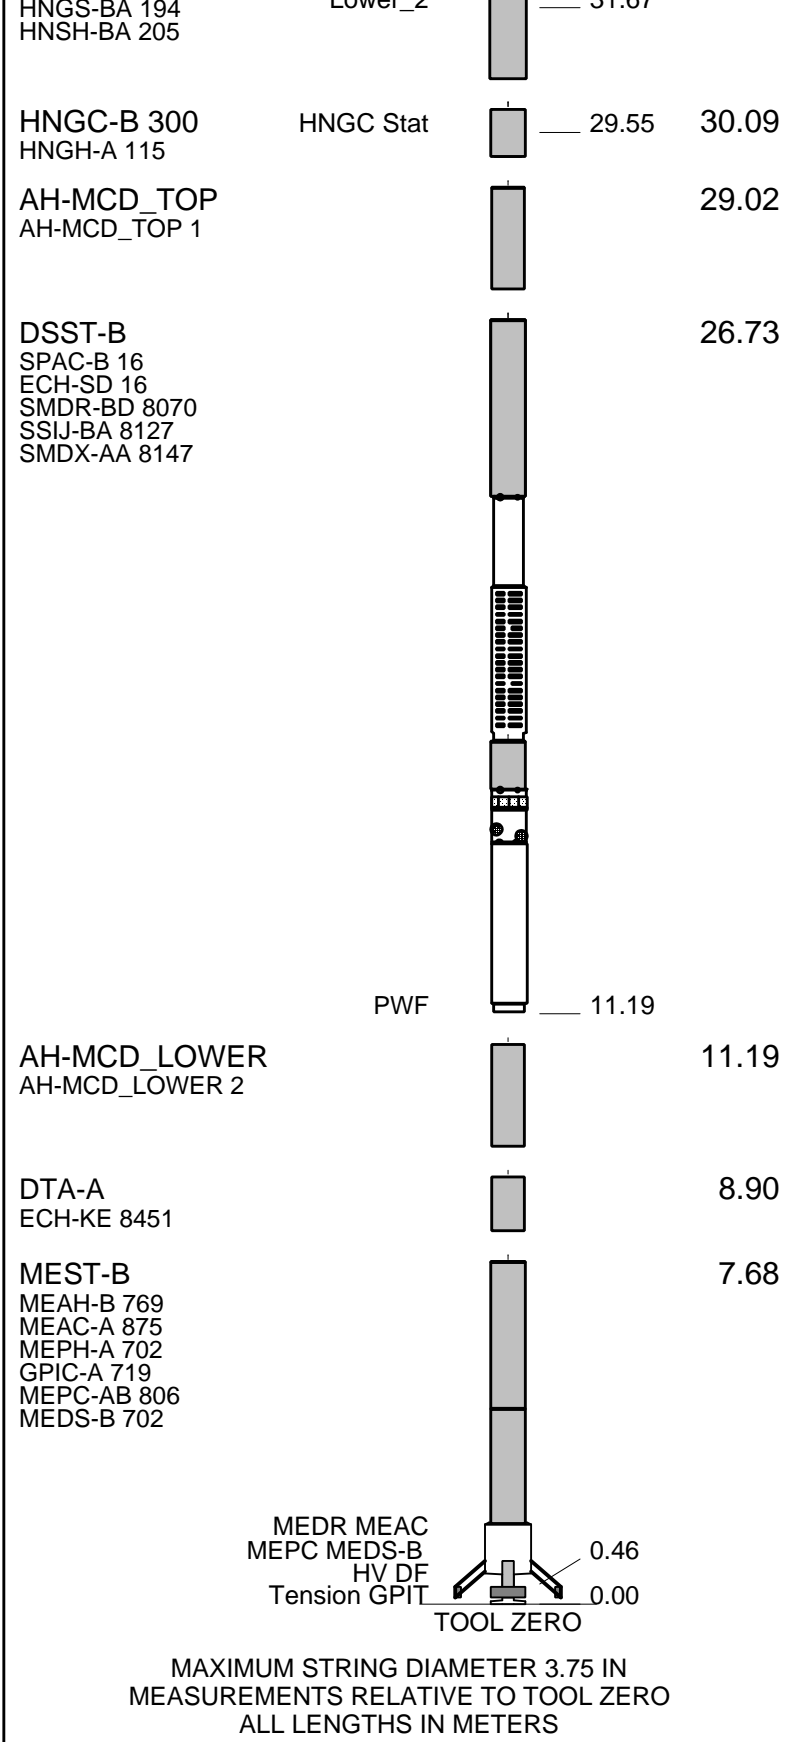 HNGS-BA 194
Lower_2 31.67
HNSH-BA 205
HNGC-B 300 HNGC Stat 29.55 30.09
HNGH-A 115
AH-MCD_TOP 29.02
AH-MCD_TOP 1
DSST-B 26.73
SPAC-B 16
ECH-SD 16
SMDR-BD 8070
SSIJ-BA 8127
SMDX-AA 8147
PWF 11.19
AH-MCD_LOWER 11.19
AH-MCD_LOWER 2
DTA-A 8.90
ECH-KE 8451
MEST-B 7.68
MEAH-B 769
MEAC-A 875
MEPH-A 702
GPIC-A 719
MEPC-AB 806
MEDS-B 702
MEDR MEAC
MEPC MEDS-B 0.46
HV DF
Tension GPIT 0.00
TOOL ZERO
MAXIMUM STRING DIAMETER 3.75 IN
MEASUREMENTS RELATIVE TO TOOL ZERO
ALL LENGTHS IN METERS